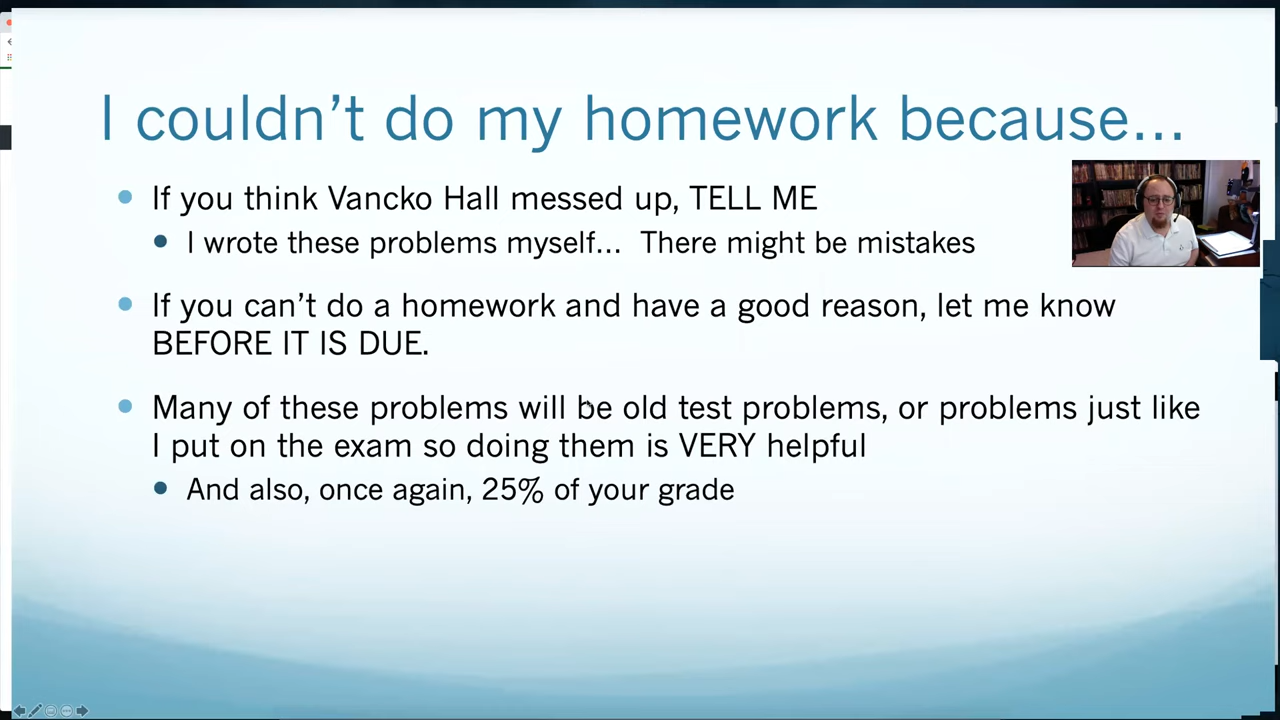 I couldn't do my homework because...
If you think Vancko Hall messed up, TELL ME
I wrote these problems myself... There might be mistakes
If you can't do a homework and have a good reason, let me know
BEFORE IT IS DUE.
Many of these problems will be old test problems, or problems just like
I put on the exam so doing them is VERY helpful
And also, once again, 25% of your grade